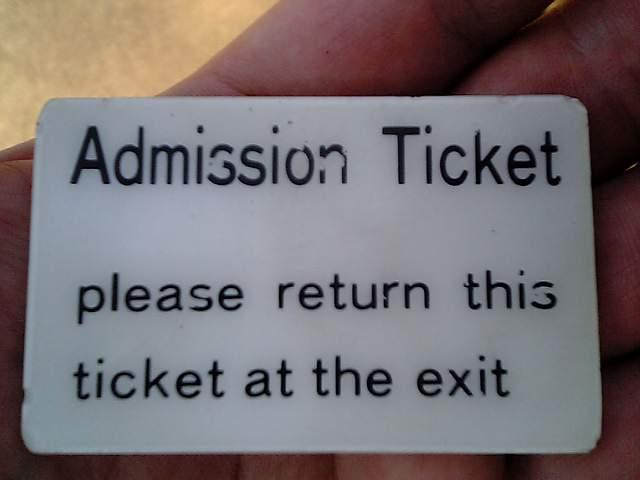 Admission Ticket
please return this
ticket at the exit